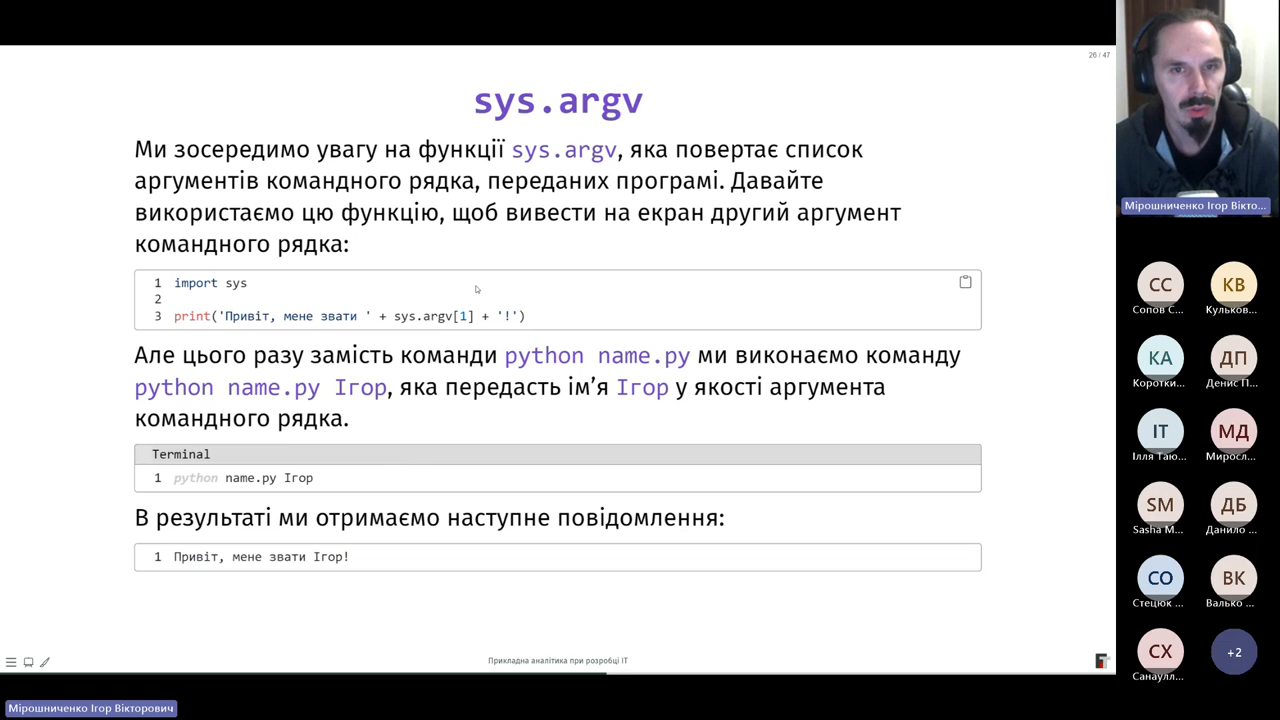 26 / 47
sys.argv
Ми зосередимо увагу на функції sys.argv, яка повертає список
аргументів командного рядка, переданих програмі. Давайте
використаємо цю функцію, щоб вивести на екран другий аргумент
командного рядка:
1 import sys
2
3 print('Привіт, мене звати ' + sys.argv[1] + '!')
Але цього разу замість команди python name.py ми виконаємо команду
python name.py Ігор, яка передасть ім’я Ігор у якості аргумента
командного рядка.
Terminal
1 python name.py Ігор
В результаті ми отримаємо наступне повідомлення:
1 Привіт, мене звати Ігор!
Прикладна аналітика при розробці ІТ
Мірошниченко Ігор Вікторович
Мірошниченко Ігор Вікто...
СС
КВ
Сопов С...
Кульков...
КА
ДП
Коротки...
Денис П...
ІТ
МД
Ілля Таю...
Миросл...
SM
ДБ
Sasha M...
Данило ...
СО
ВК
Стецюк ...
Валько ...
СХ
+2
Санаулл...